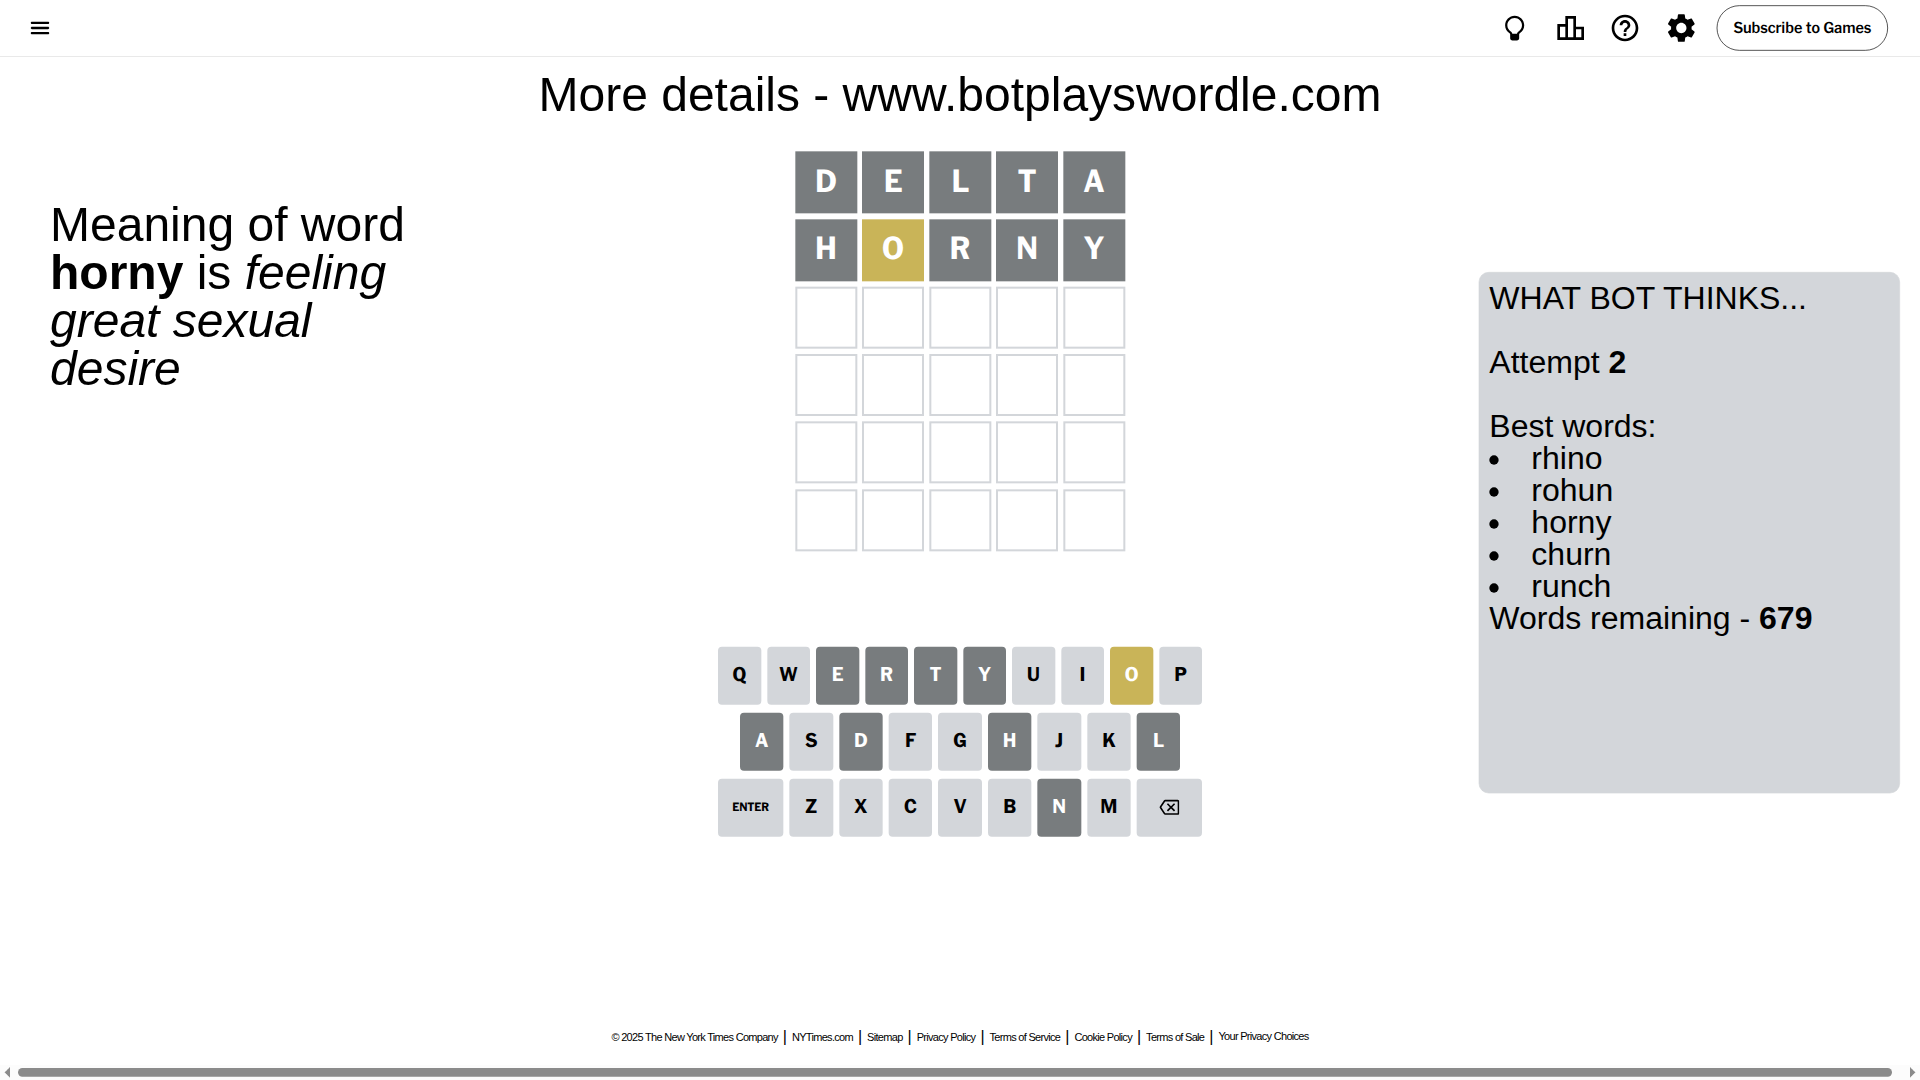 Subscribe to Games
More details - www.botplayswordle.com
Meaning of word
horny is feeling
great sexual
desire
D E L T A
H O R N Y
WHAT BOT THINKS...
Attempt 2
Best words:
• rhino
• rohun
• horny
• churn
• runch
Words remaining - 679
Q W E R T Y U I O P
A S D F G H J K L
ENTER Z X C V B N M
© 2025 The New York Times Company | NYTimes.com | Sitemap | Privacy Policy | Terms of Service | Cookie Policy | Terms of Sale | Your Privacy Choices